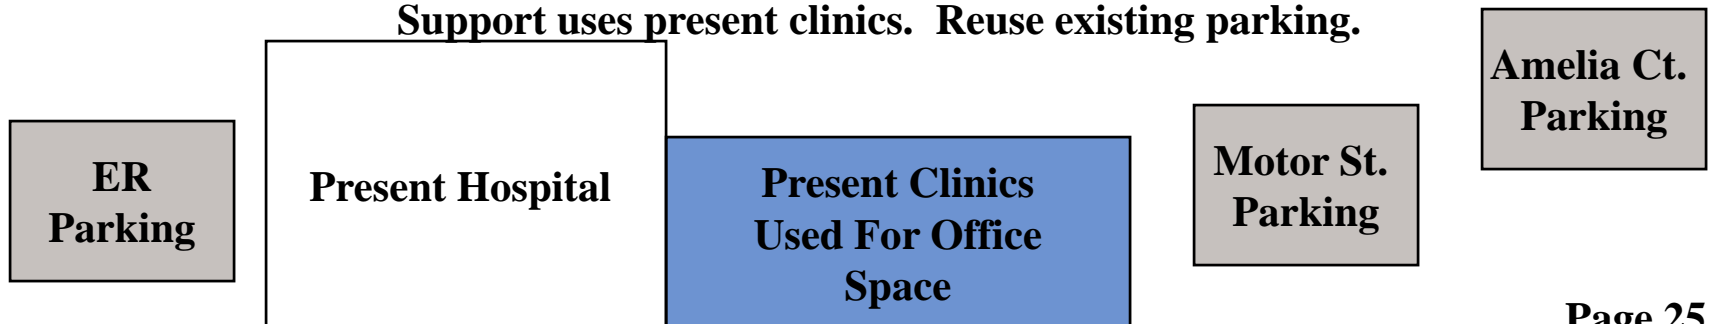 Support uses present clinics.  Reuse existing parking.
ER
Parking
Present Hospital
Present Clinics
Used For Office
Space
Motor St.
Parking
Amelia Ct.
Parking
Page 25